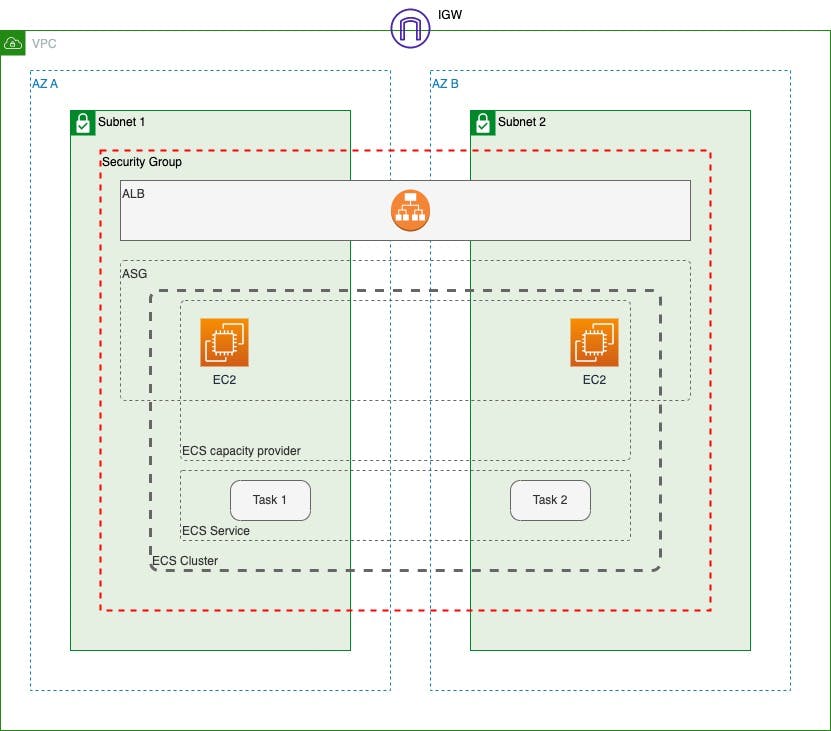 IGW
VPC
AZ A
AZ B
Subnet 1
Subnet 2
Security Group
ALB
ASG
EC2
EC2
ECS capacity provider
Task 1
Task 2
ECS Service
ECS Cluster